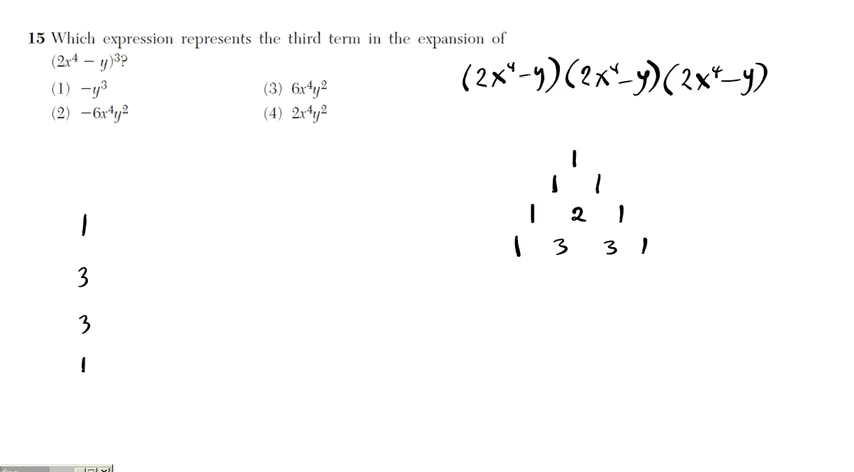 15 Which expression represents the third term in the expansion of
(2x⁴ − y)³?
(1) −y³ (3) 6x⁴y²
(2) −6x⁴y² (4) 2x⁴y²
(2x⁴−y)(2x⁴−y)(2x⁴−y)
1
1 1
1 2 1
1 3 3 1
1
3
3
1